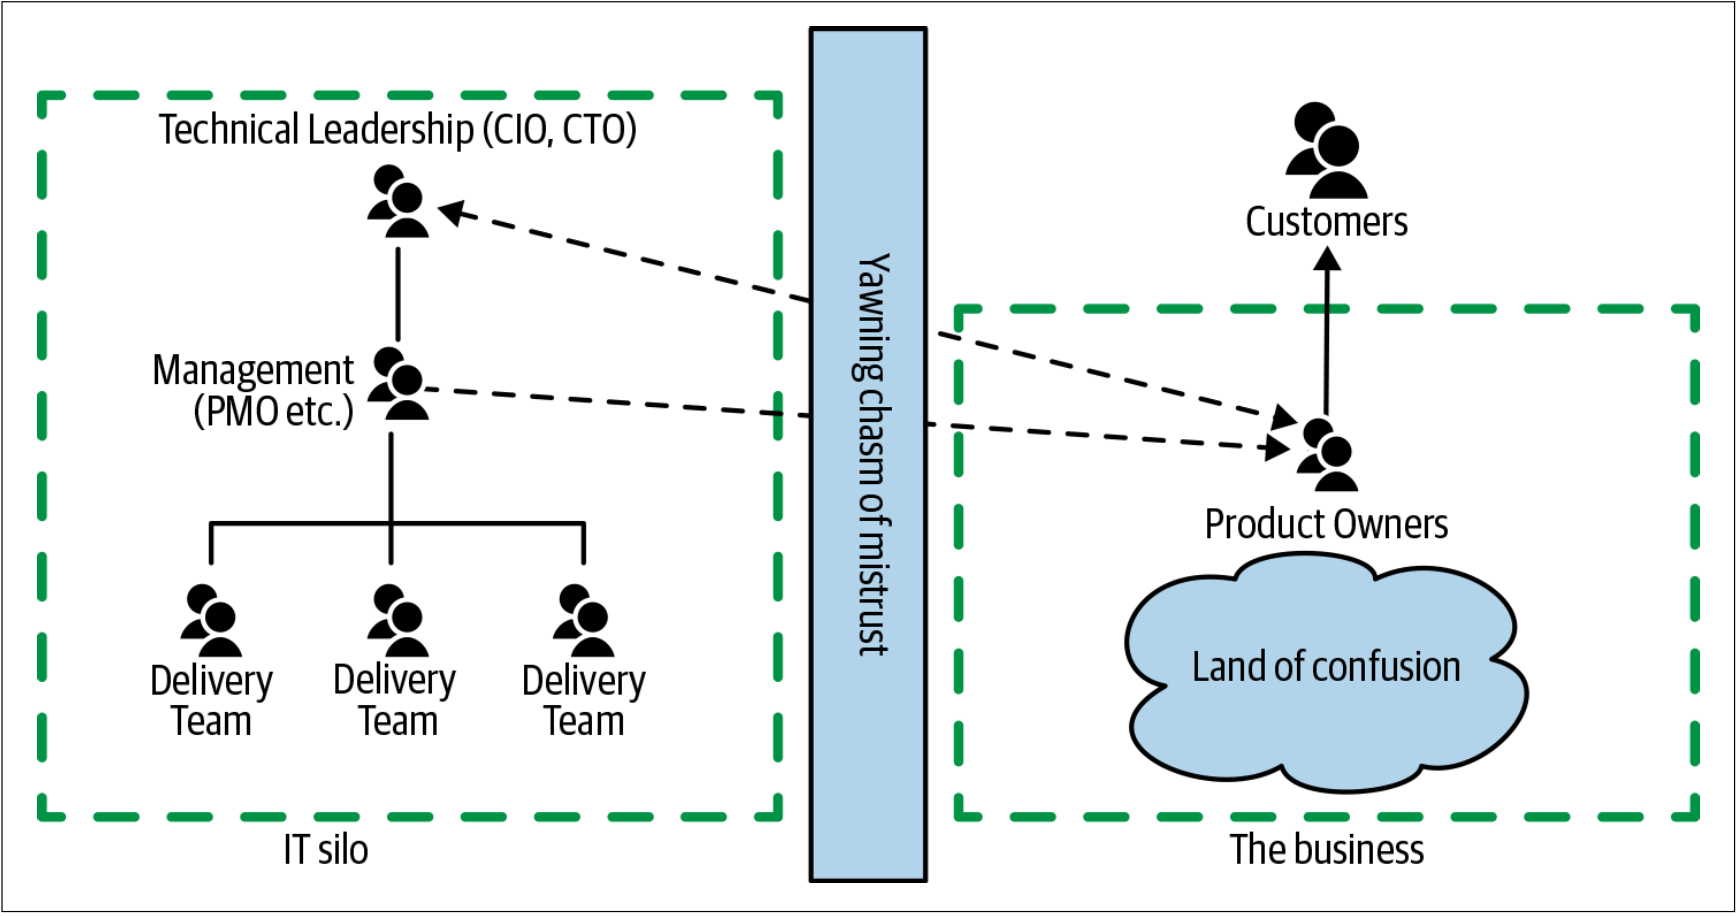 Technical Leadership (CIO, CTO)
Management
(PMO etc.)
Delivery
Team
Delivery
Team
Delivery
Team
IT silo
Yawning chasm of mistrust
Customers
Product Owners
Land of confusion
The business